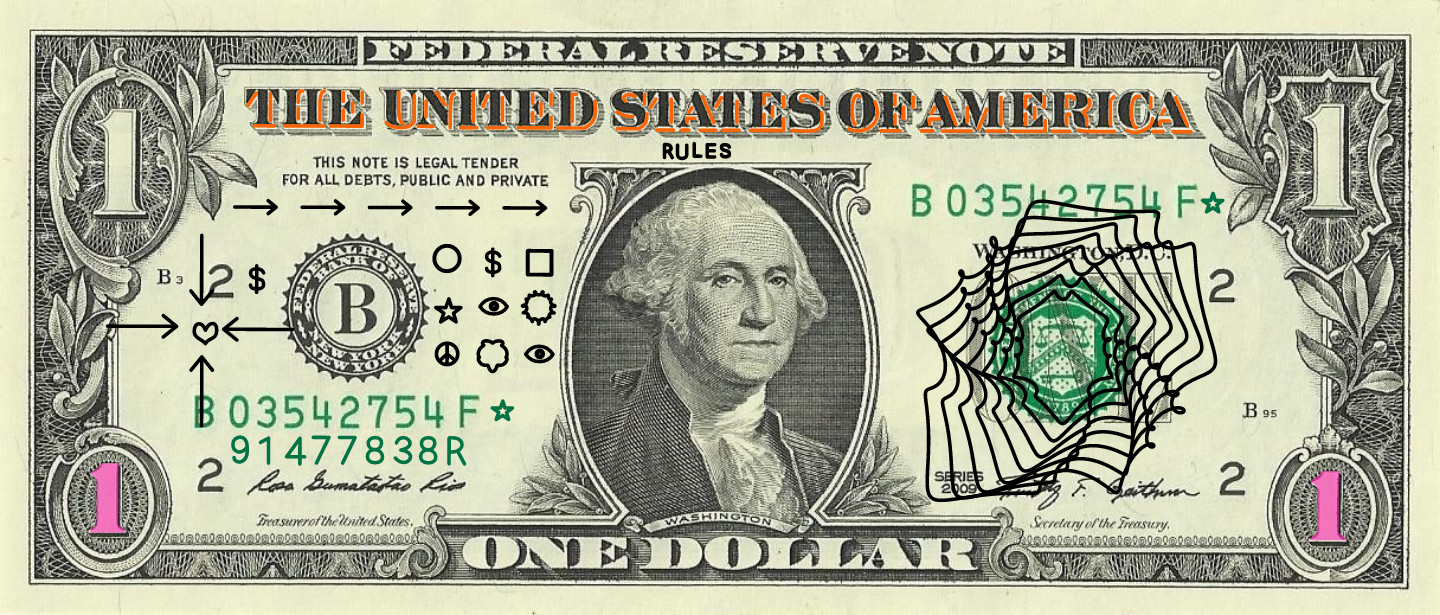 FEDERAL RESERVE NOTE
1
1
THE UNITED STATES OF AMERICA
RULES
THIS NOTE IS LEGAL TENDER
FOR ALL DEBTS, PUBLIC AND PRIVATE
B 03542754 F
WASHINGTON, D.C.
B 3
2 $
FEDERAL RESERVE BANK OF
B
NEW YORK
NEW YORK
$
2
B 03542754 F
91477838R
B 95
2
Rosa Gumataotao Rios
SERIES
2009
2
1
1
Treasurer of the United States.
WASHINGTON
Secretary of the Treasury.
ONE DOLLAR